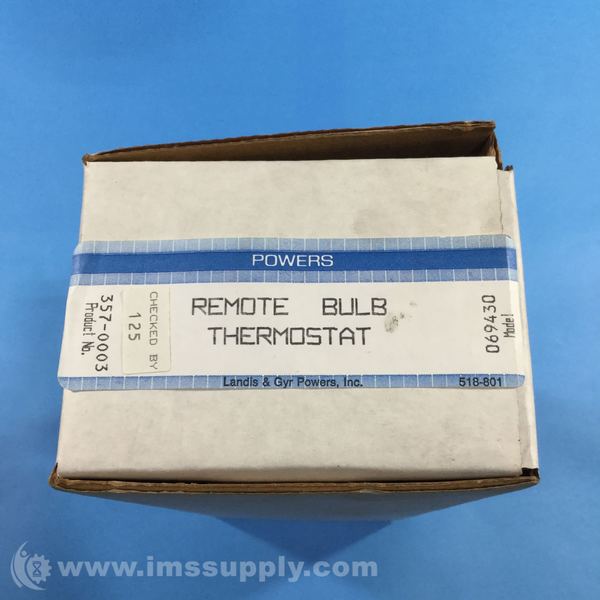 POWERS
357-0003
Product No.
CHECKED BY
125
REMOTE BULB
THERMOSTAT
069430
Model
Landis & Gyr Powers, Inc.
518-801
www.imssupply.com